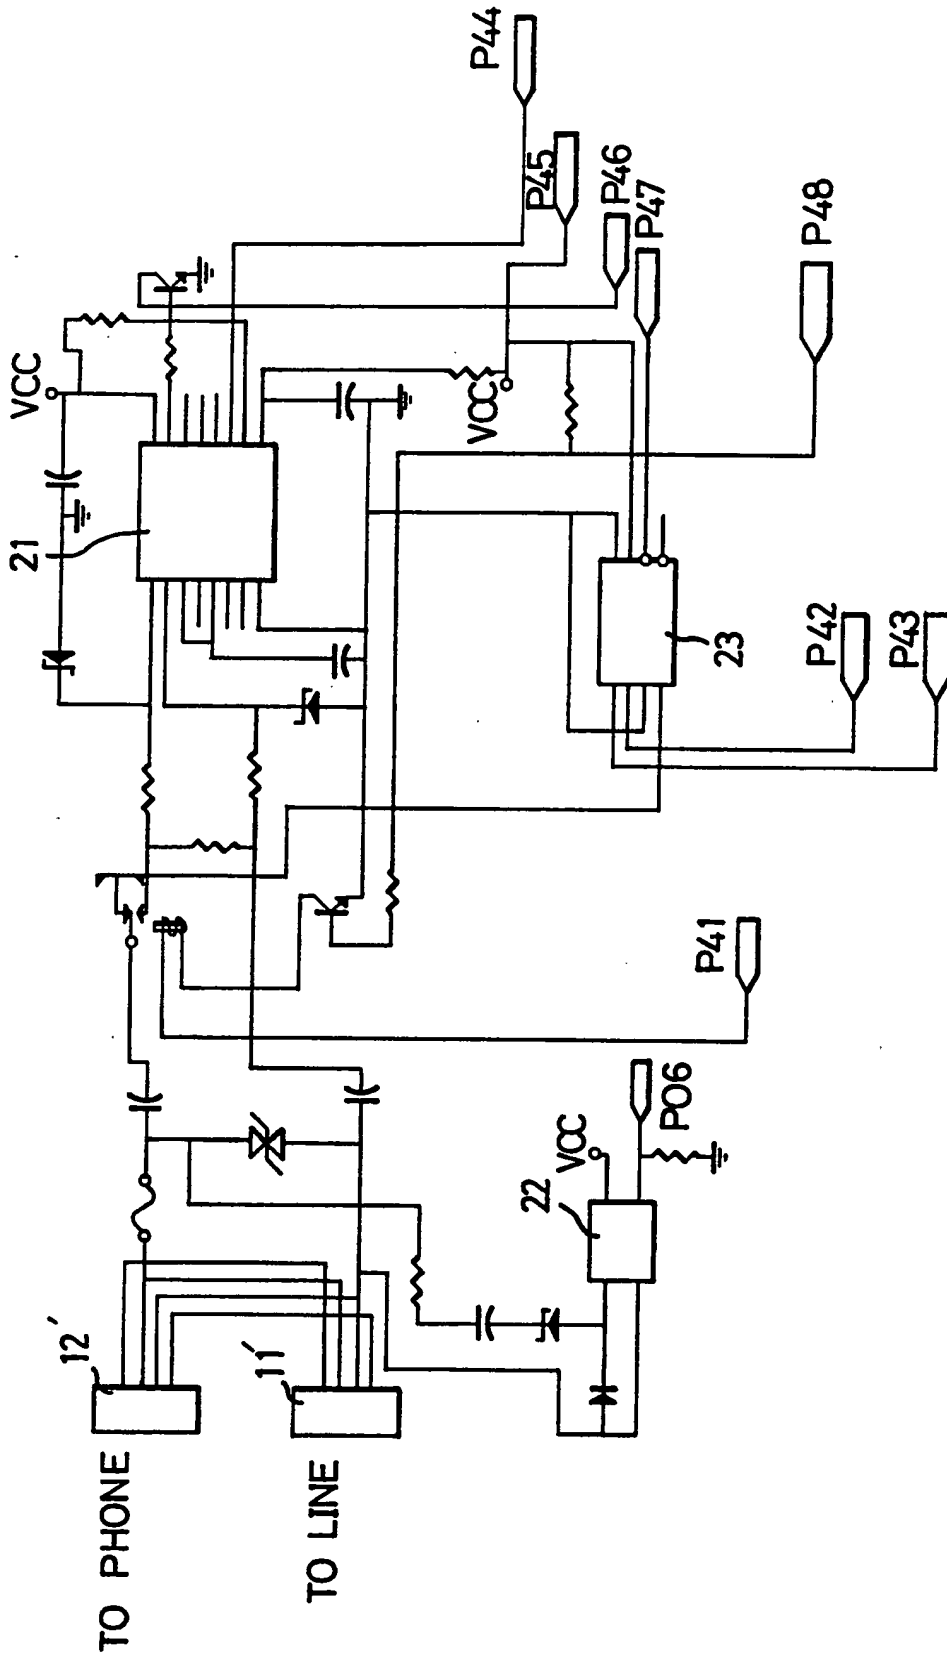 TO PHONE
12'
TO LINE
11'
21
VCC
22
VCC
P06
P41
23
P42
P43
VCC
P44
P45
P46
P47
P48